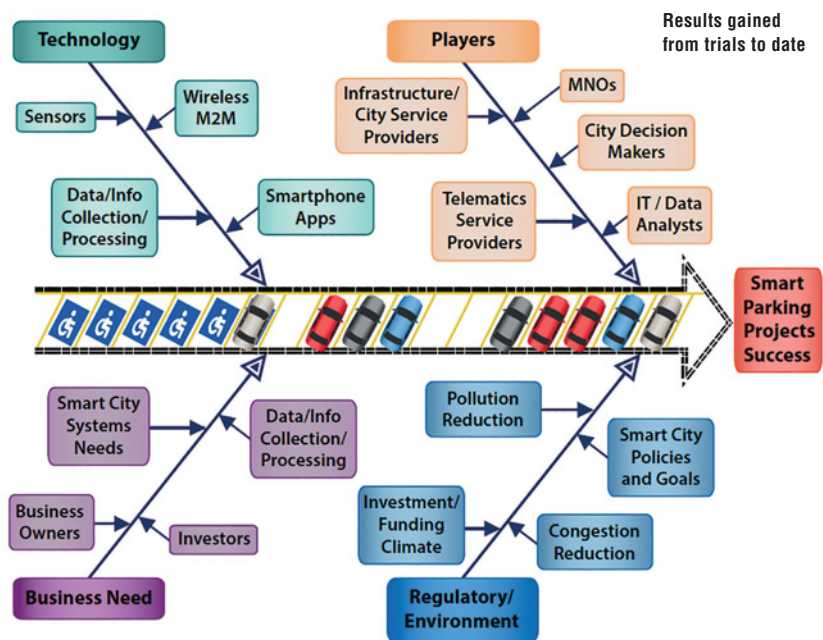 Results gained
from trials to date
Technology
Players
Sensors
Wireless
M2M
Data/Info
Collection/
Processing
Smartphone
Apps
Infrastructure/
City Service
Providers
MNOs
City Decision
Makers
Telematics
Service
Providers
IT / Data
Analysts
Smart
Parking
Projects
Success
Smart City
Systems
Needs
Data/Info
Collection/
Processing
Business
Owners
Investors
Business Need
Pollution
Reduction
Smart City
Policies
and Goals
Investment/
Funding
Climate
Congestion
Reduction
Regulatory/
Environment